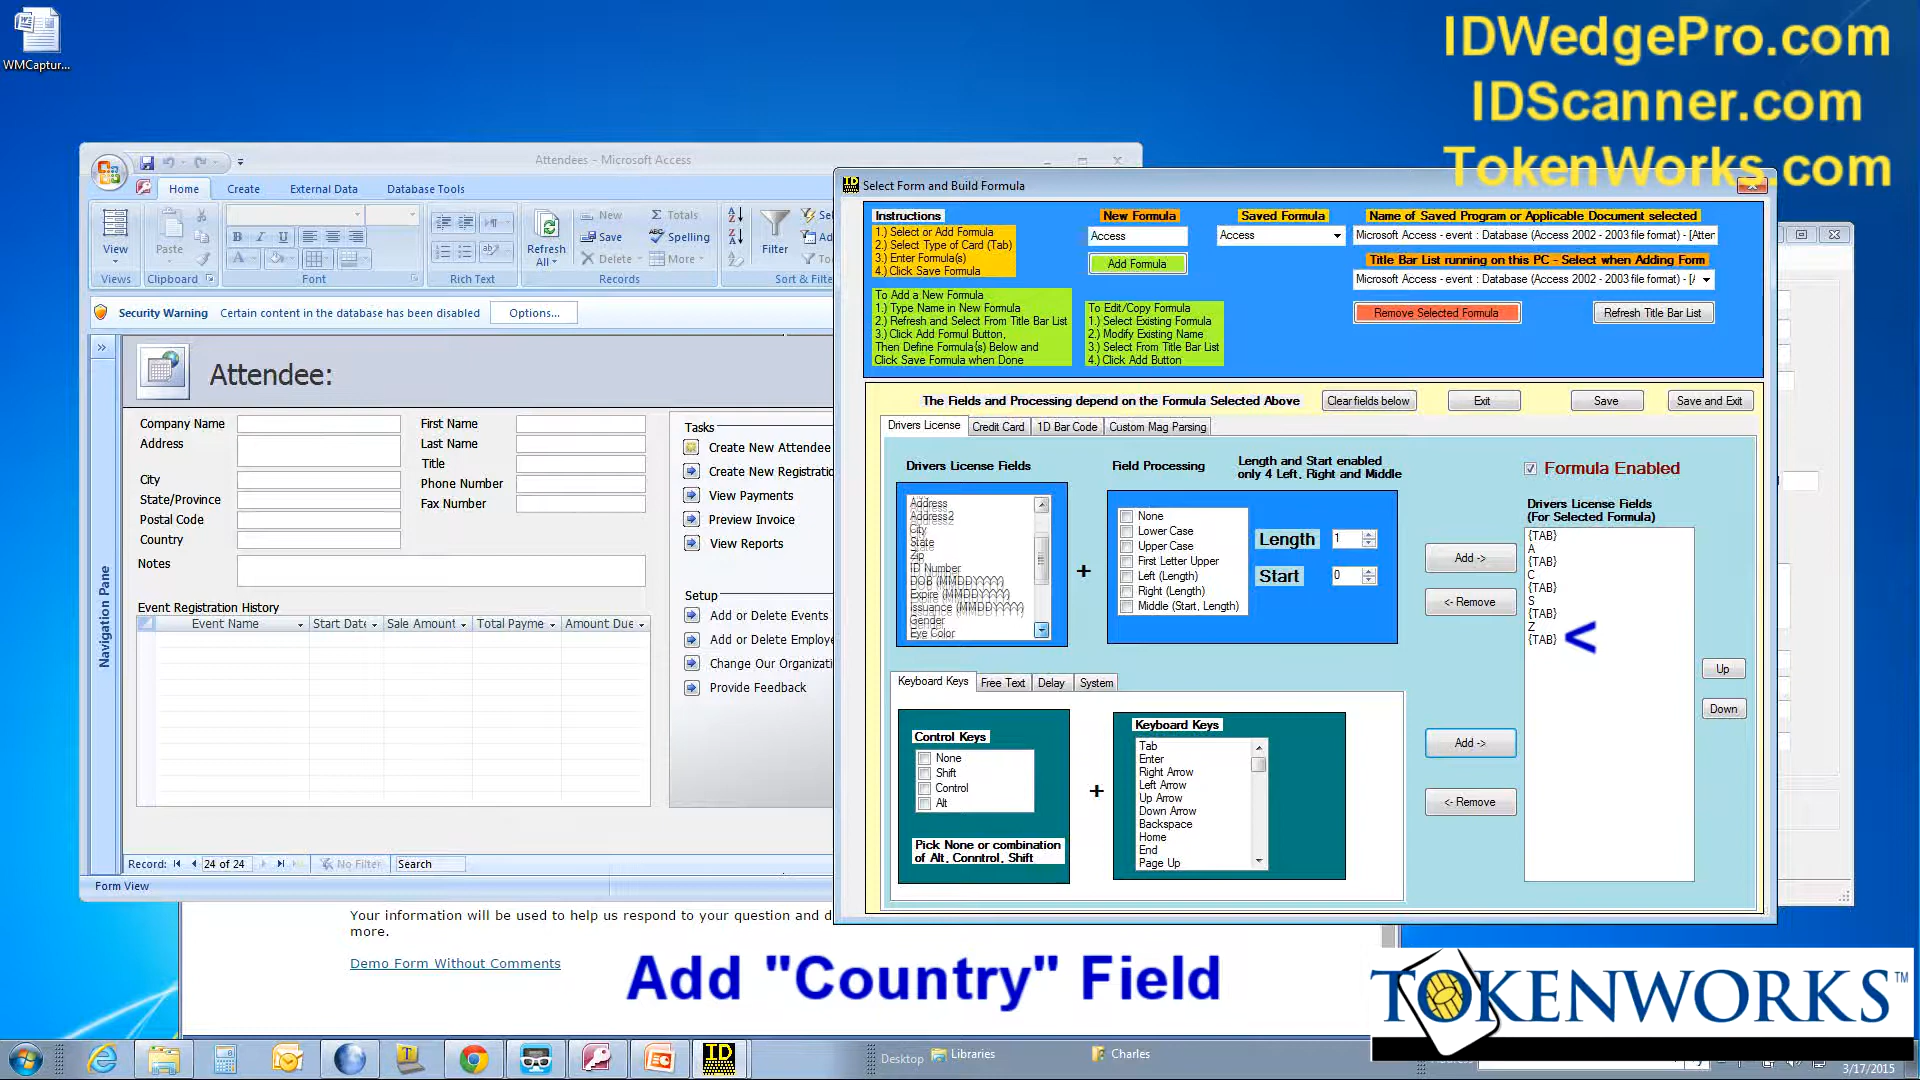 WMCaptur...
IDWedgePro.com
IDScanner.com
TokenWorks.com
Attendees - Microsoft Access
Home
Create
External Data
Database Tools
View
Paste
Refresh
All
New
Save
Delete
Totals
Spelling
More
Filter
Views
Clipboard
Font
Rich Text
Records
Sort & Filter
Security Warning Certain content in the database has been disabled
Options...
Navigation Pane
Attendee:
Company Name
Address
City
State/Province
Postal Code
Country
Notes
First Name
Last Name
Title
Phone Number
Fax Number
Event Registration History
Event Name
Start Date
Sale Amount
Total Payme
Amount Due
Tasks
Create New Attendee
Create New Registratio
View Payments
Preview Invoice
View Reports
Setup
Add or Delete Events
Add or Delete Employe
Change Our Organizati
Provide Feedback
Record: 24 of 24
No Filter
Search
Form View
Your information will be used to help us respond to your question and d
more.
Demo Form Without Comments
Select Form and Build Formula
Instructions
1.) Select or Add Formula
2.) Select Type of Card (Tab)
3.) Enter Formula(s)
4.) Click Save Formula
To Add a New Formula
1.) Type Name in New Formula
2.) Refresh and Select From Title Bar List
3.) Click Add Formul Button,
Then Define Formula(s) Below and
Click Save Formula when Done
New Formula
Access
Add Formula
To Edit/Copy Formula
1.) Select Existing Formula
2.) Modify Existing Name
3.) Select From Title Bar List
4.) Click Add Button
Saved Formula
Access
Name of Saved Program or Applicable Document selected
Microsoft Access - event : Database (Access 2002 - 2003 file format) - [Atten
Title Bar List running on this PC - Select when Adding Form
Microsoft Access - event : Database (Access 2002 - 2003 file format) - [A
Remove Selected Formula
Refresh Title Bar List
The Fields and Processing depend on the Formula Selected Above
Clear fields below
Exit
Save
Save and Exit
Drivers License
Credit Card
1D Bar Code
Custom Mag Parsing
Drivers License Fields
Address
Address2
City
State
Zip
ID Number
DOB (MMDDYYYY)
Expire (MMDDYYYY)
Issuance (MMDDYYYY)
Gender
Eye Color
+
Field Processing
None
Lower Case
Upper Case
First Letter Upper
Left (Length)
Right (Length)
Middle (Start, Length)
Length and Start enabled
only 4 Left, Right and Middle
Length 1
Start 0
Add ->
<- Remove
Formula Enabled
Drivers License Fields
(For Selected Formula)
{TAB}
A
{TAB}
C
{TAB}
S
{TAB}
Z
{TAB} <
Up
Down
Keyboard Keys
Free Text
Delay
System
Control Keys
None
Shift
Control
Alt
Pick None or combination
of Alt, Conntrol, Shift
+
Keyboard Keys
Tab
Enter
Right Arrow
Left Arrow
Up Arrow
Down Arrow
Backspace
Home
End
Page Up
Add ->
<- Remove
Add "Country" Field
TOKENWORKS™
ID
Desktop
Libraries
Charles
3/17/2015